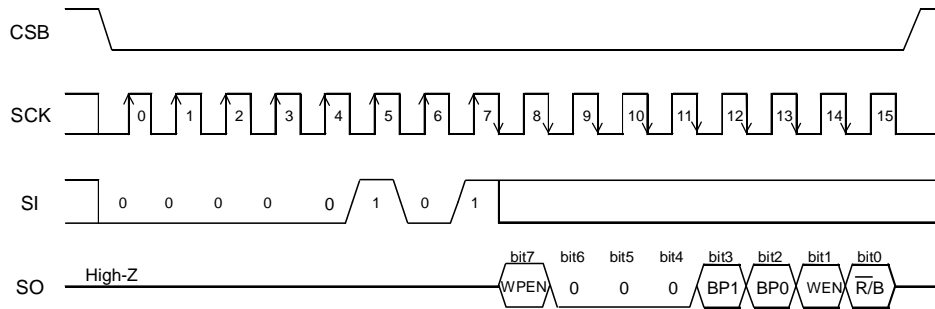 CSB
SCK 0 1 2 3 4 5 6 7 8 9 10 11 12 13 14 15
SI 0 0 0 0 0 1 0 1
bit7 bit6 bit5 bit4 bit3 bit2 bit1 bit0
SO High-Z WPEN 0 0 0 BP1 BP0 WEN R̅/B